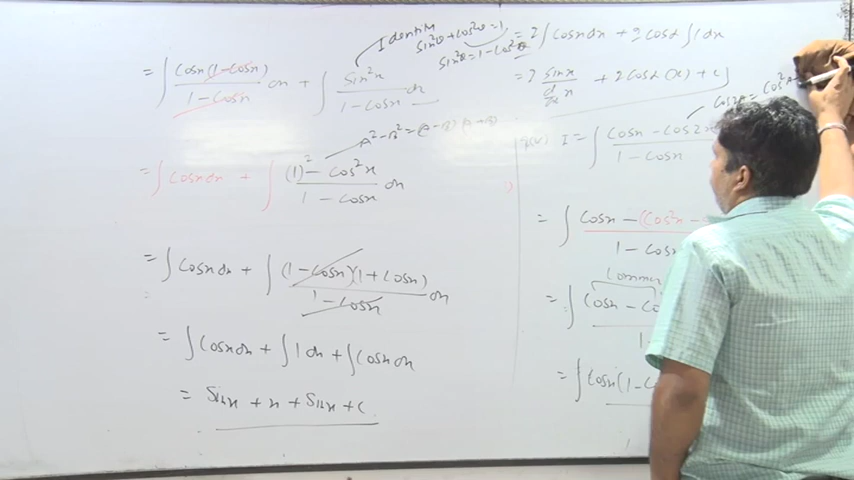 = ∫ Cosx(1-Cosx) / 1-Cosx dx + ∫ Sin²x / 1-Cosx dx
Sin²θ + Cos²θ = 1
Sin²θ = 1 - Cos²θ
A² - B² =
= ∫ Cosx dx + ∫ (1)² - Cos²x / 1 - Cosx dx
= ∫ Cosx dx + ∫ (1-Cosx)(1+Cosx) / 1-Cosx dx
= ∫ Cosx dx + ∫ 1 dx + ∫ Cosx dx
= Sinx + x + Sinx + C
= 2 ∫ Cosx dx + 2 Cosα ∫ 1 dx
= 2 Sinx / d/dx x + 2 Cosα (x) + C
I = ∫ Cosx - Cos2x / 1-Cosx
= ∫ Cosx - (Cos²x - / 1-Cos
Common
= ∫ Cosx - Co / 1
= ∫ Cosx (1-C